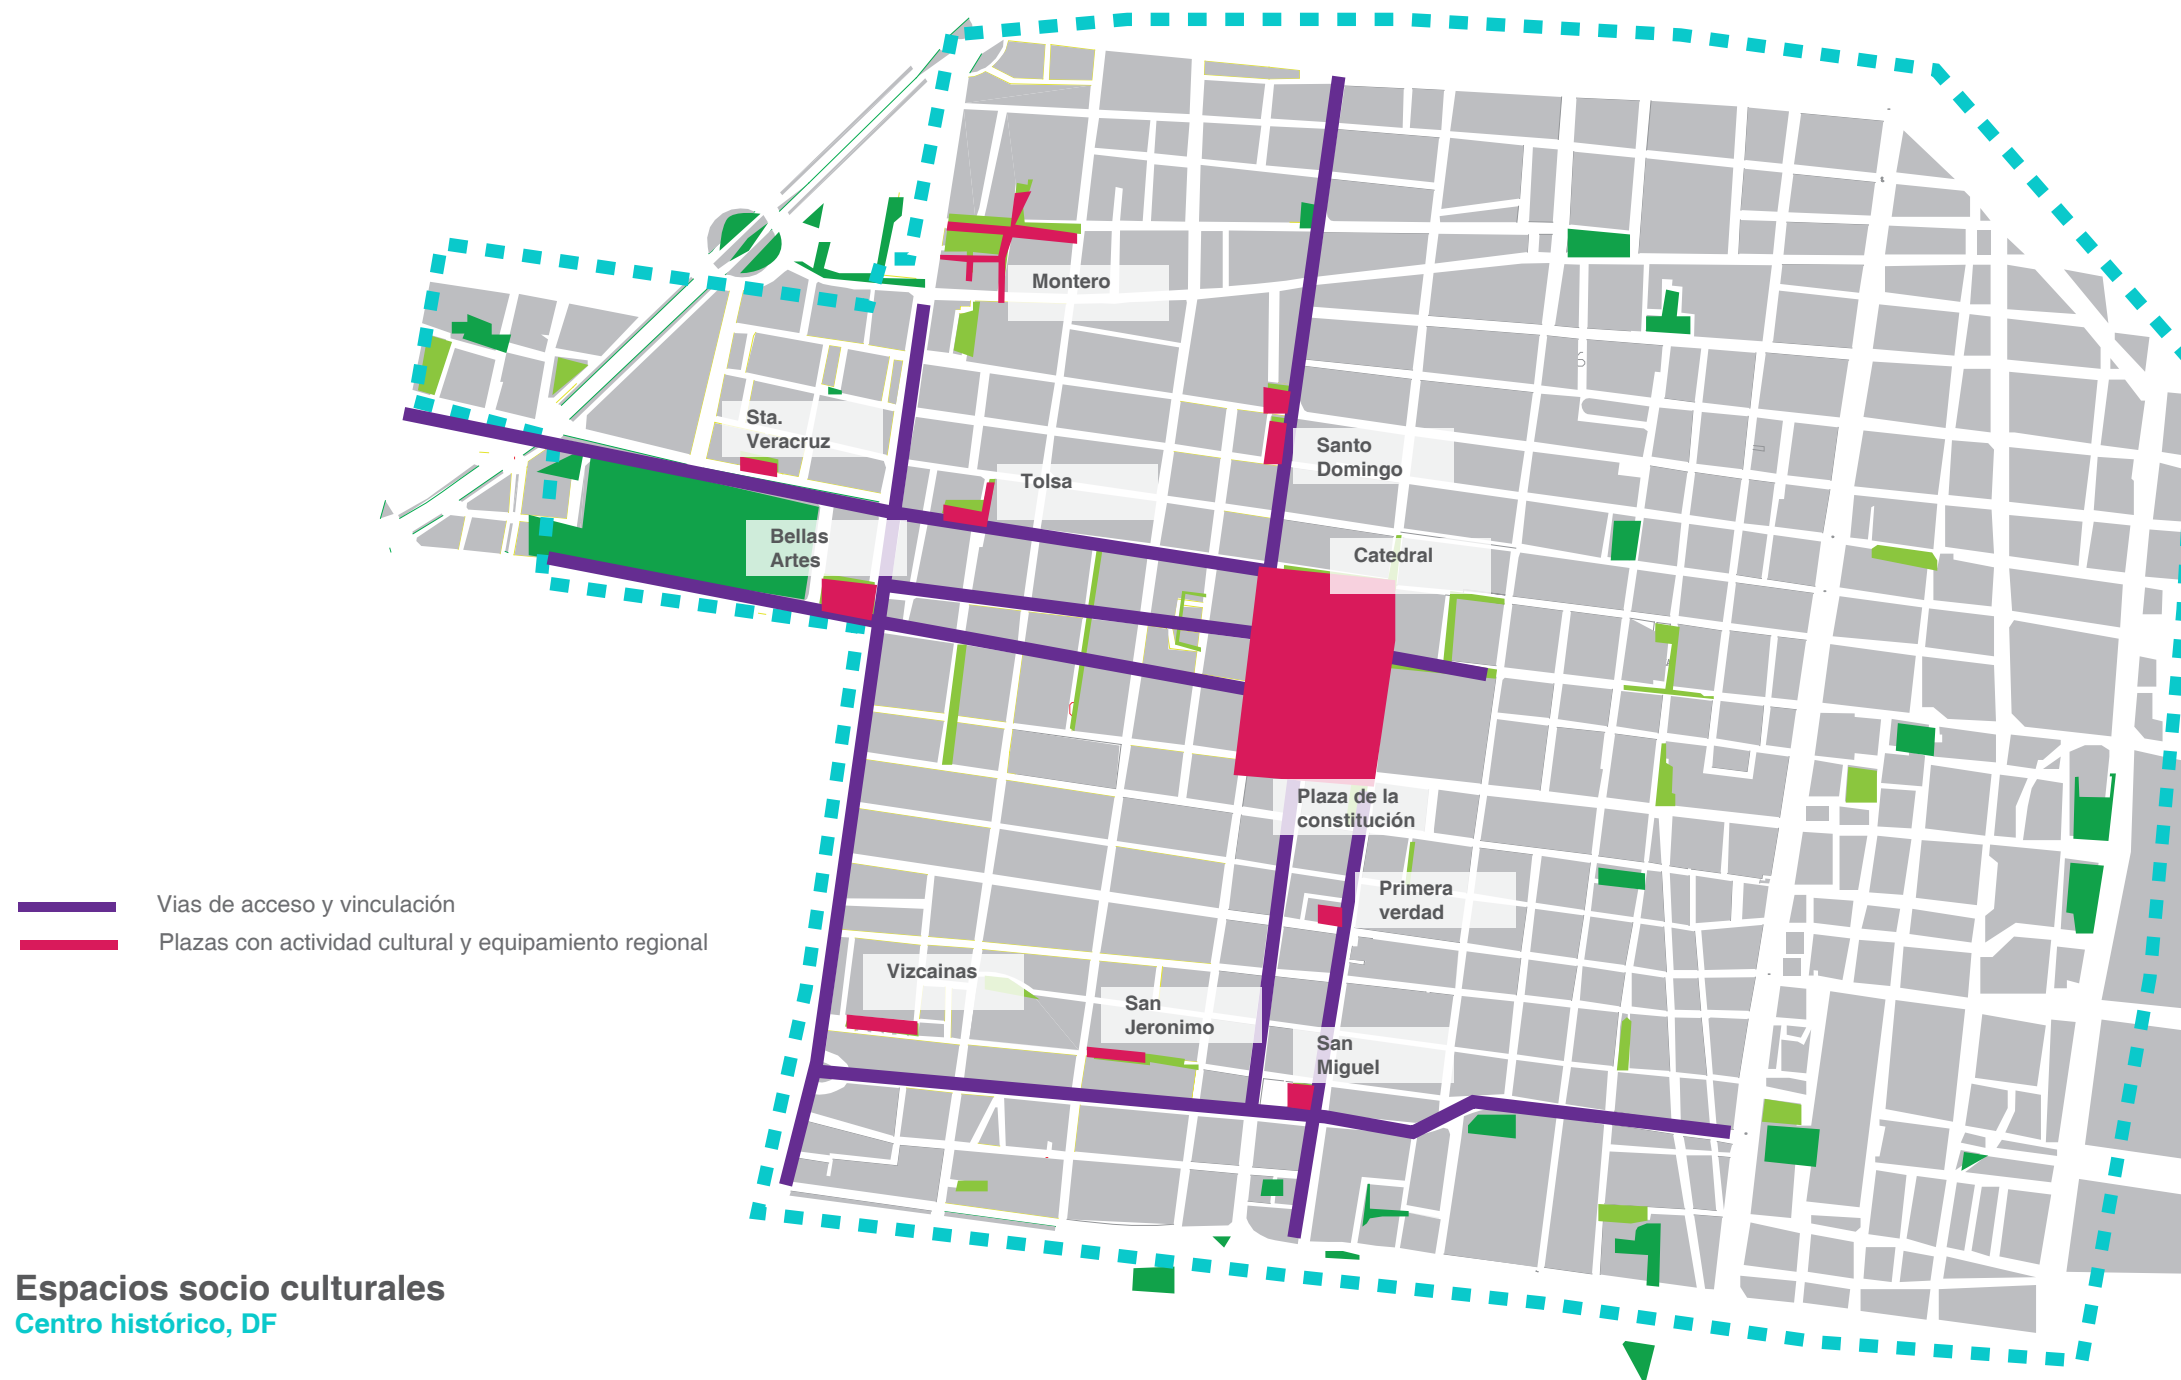 Montero
Sta.
Veracruz
Santo
Domingo
Tolsa
Bellas
Artes
Catedral
Plaza de la
constitución
Primera
verdad
Vias de acceso y vinculación
Plazas con actividad cultural y equipamiento regional
Vizcainas
San
Jeronimo
San
Miguel
Espacios socio culturales
Centro histórico, DF